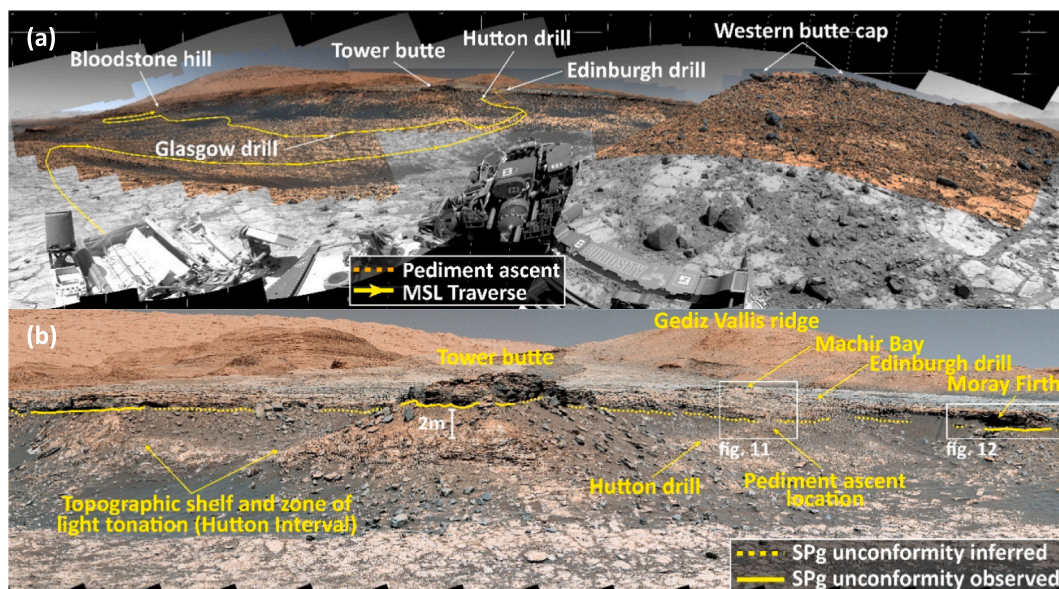 (a)
Bloodstone hill
Tower butte
Hutton drill
Edinburgh drill
Western butte cap
Glasgow drill
Pediment ascent
MSL Traverse
(b)
Gediz Vallis ridge
Machir Bay
Tower butte
Edinburgh drill
Moray Firth
2m
fig. 11
fig. 12
Hutton drill
Pediment ascent
location
Topographic shelf and zone of
light tonation (Hutton Interval)
SPg unconformity inferred
SPg unconformity observed